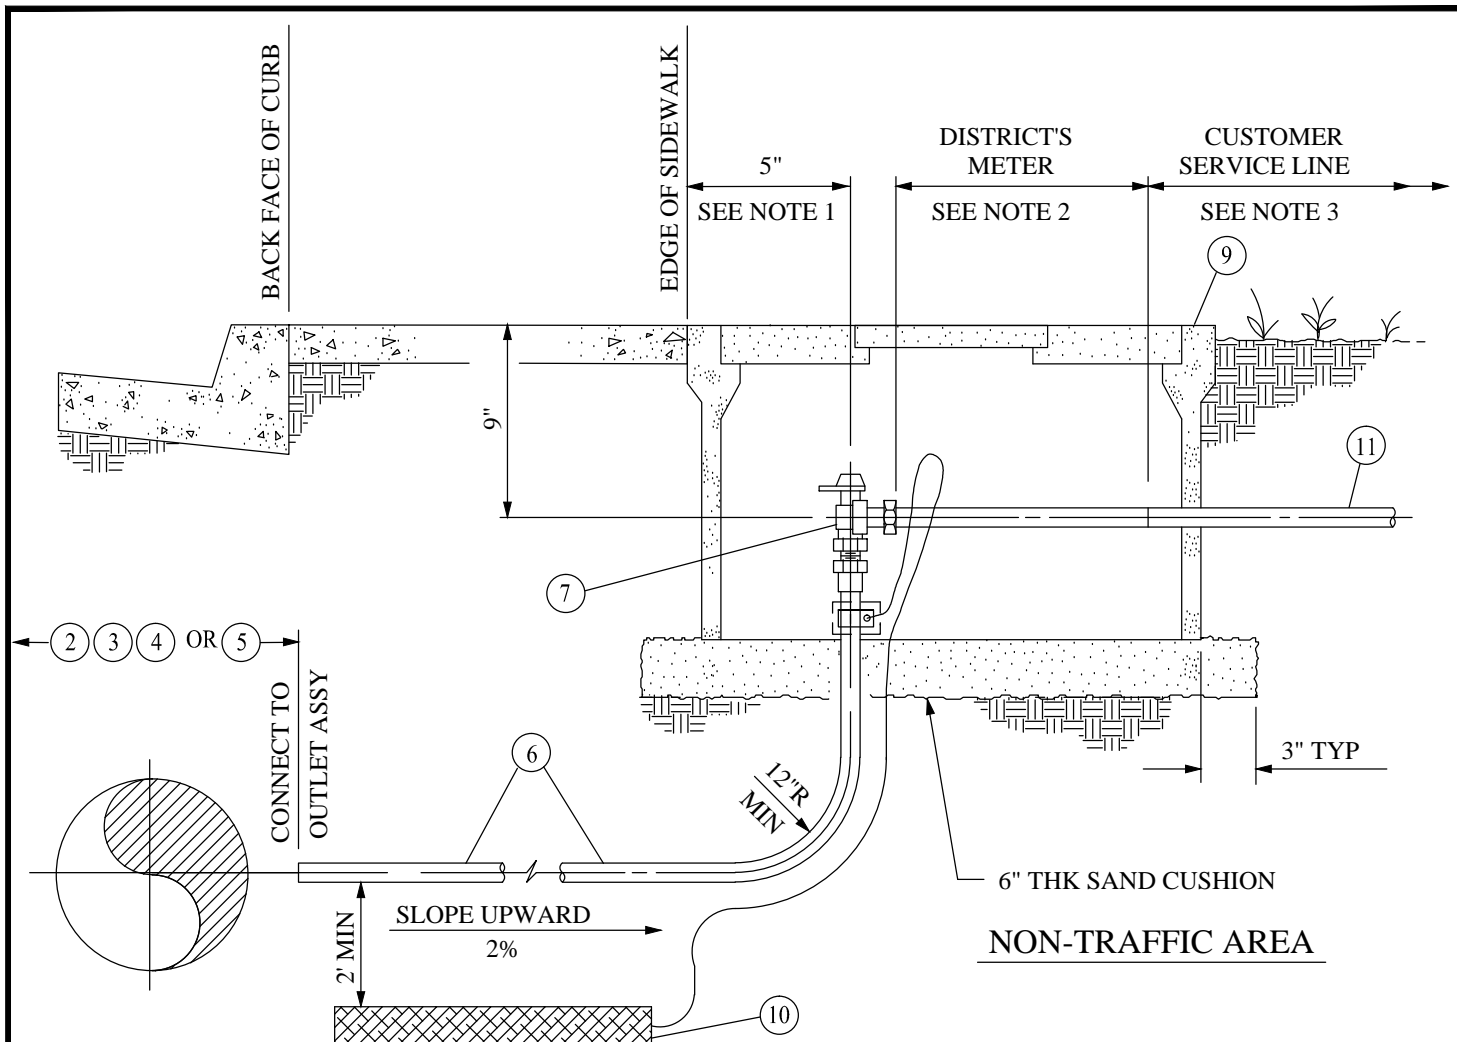 BACK FACE OF CURB
EDGE OF SIDEWALK
5"
SEE NOTE 1
DISTRICT'S
METER
SEE NOTE 2
CUSTOMER
SERVICE LINE
SEE NOTE 3
9
9"
11
7
2 3 4 OR 5
CONNECT TO
OUTLET ASSY
6
12"R
MIN
3" TYP
6" THK SAND CUSHION
SLOPE UPWARD
2%
2' MIN
NON-TRAFFIC AREA
10